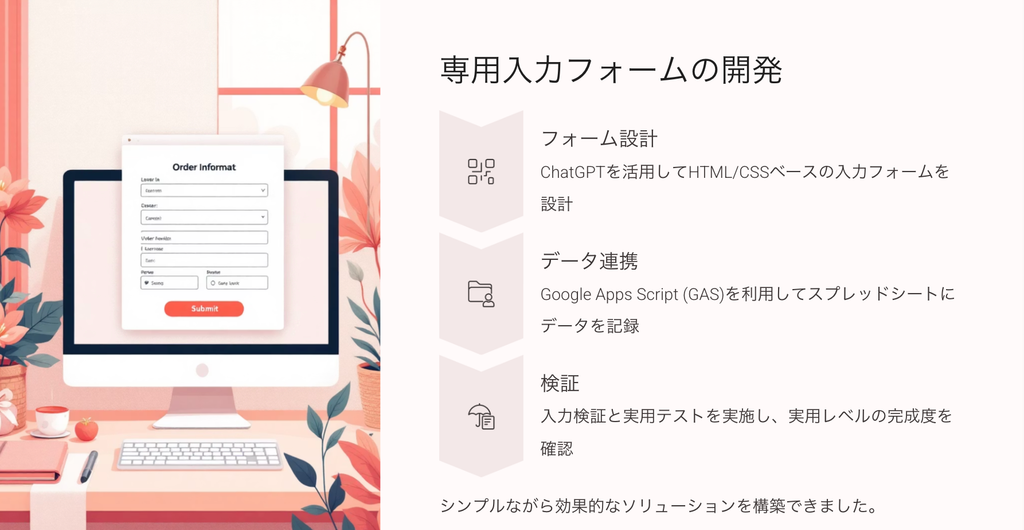 専用入力フォームの開発
フォーム設計
ChatGPTを活用してHTML/CSSベースの入力フォームを
設計
データ連携
Google Apps Script (GAS)を利用してスプレッドシートに
データを記録
検証
入力検証と実用テストを実施し、実用レベルの完成度を
確認
シンプルながら効果的なソリューションを構築できました。
Order Informat
Submit